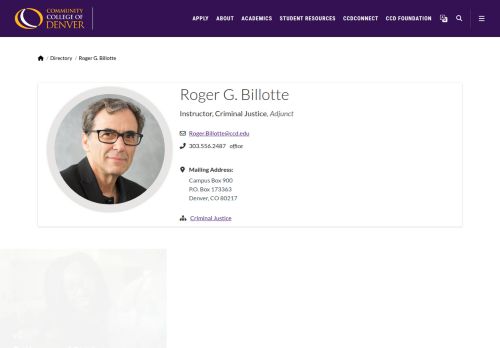 COMMUNITY
COLLEGE OF
DENVER
APPLY ABOUT ACADEMICS STUDENT RESOURCES CCDCONNECT CCD FOUNDATION
/ Directory / Roger G. Billotte
Roger G. Billotte
Instructor, Criminal Justice, Adjunct
Roger.Billotte@ccd.edu
303.556.2487 office
Mailing Address:
Campus Box 900
P.O. Box 173363
Denver, CO 80217
Criminal Justice